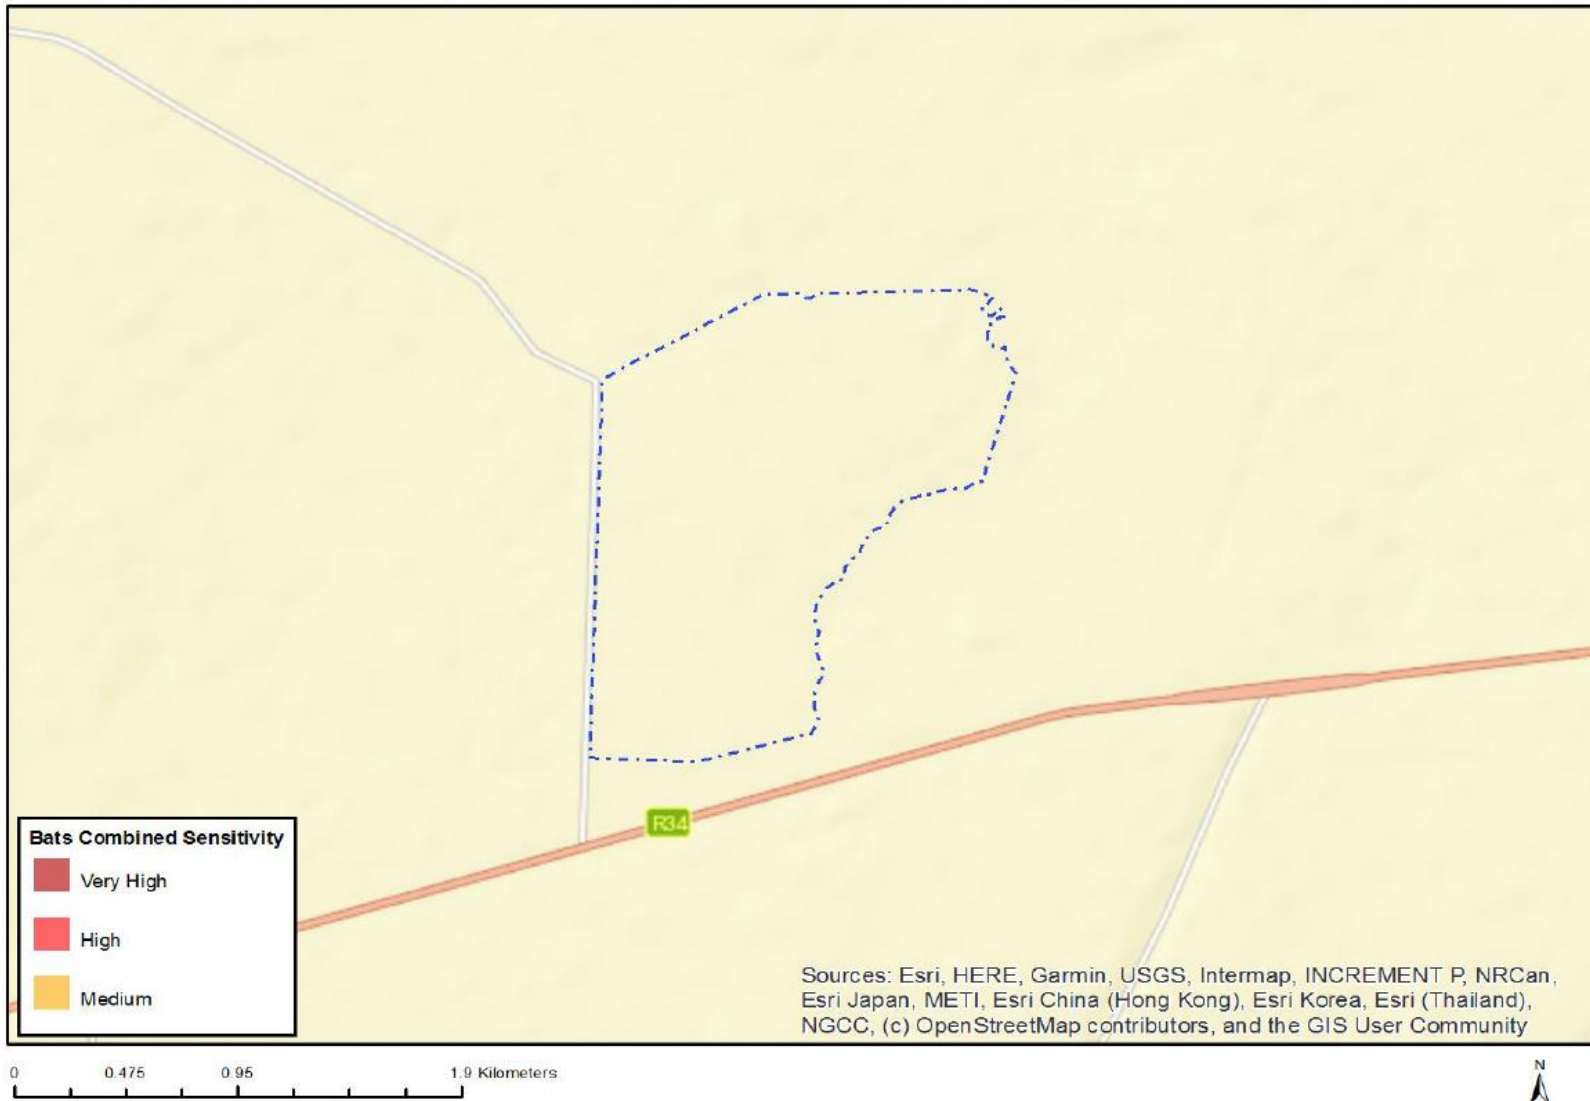 R34
Bats Combined Sensitivity
Very High
High
Medium
Sources: Esri, HERE, Garmin, USGS, Intermap, INCREMENT P, NRCan,
Esri Japan, METI, Esri China (Hong Kong), Esri Korea, Esri (Thailand),
NGCC, (c) OpenStreetMap contributors, and the GIS User Community
0 0.475 0.95 1.9 Kilometers
N